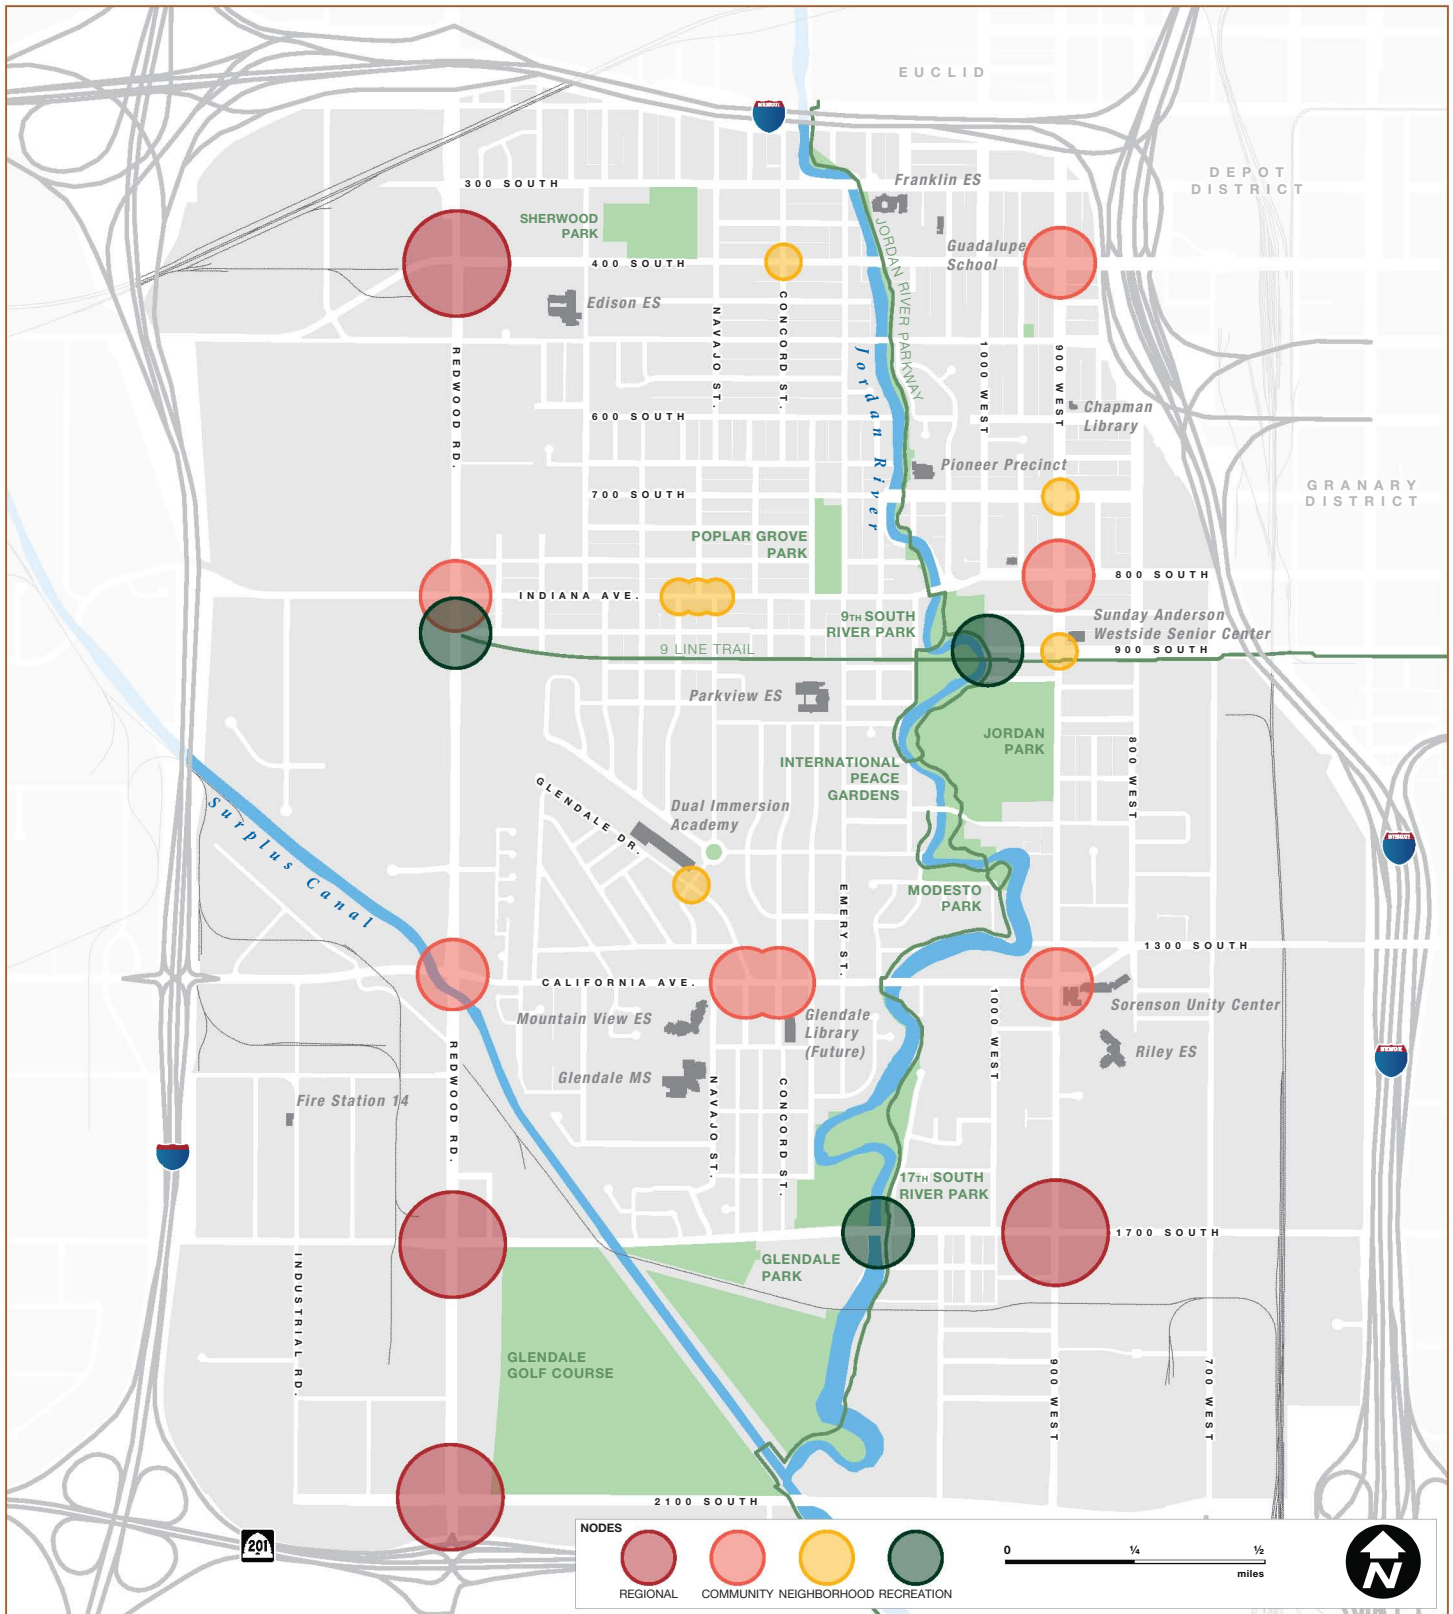 EUCLID
DEPOT
DISTRICT
Franklin ES
300 SOUTH
SHERWOOD
PARK
Guadalupe
School
JORDAN RIVER PARKWAY
400 SOUTH
Edison ES
NAVAJO ST.
CONCORD ST.
REDWOOD RD.
Jordan River
1000 WEST
900 WEST
Chapman
Library
600 SOUTH
Pioneer Precinct
GRANARY
DISTRICT
700 SOUTH
POPLAR GROVE
PARK
800 SOUTH
INDIANA AVE.
9TH SOUTH
RIVER PARK
Sunday Anderson
Westside Senior Center
900 SOUTH
9 LINE TRAIL
Parkview ES
JORDAN
PARK
800 WEST
INTERNATIONAL
PEACE
GARDENS
GLENDALE DR.
Dual Immersion
Academy
Surplus Canal
EMERY ST.
MODESTO
PARK
1300 SOUTH
CALIFORNIA AVE.
1000 WEST
Sorenson Unity Center
Mountain View ES
Glendale
Library
(Future)
Riley ES
REDWOOD RD.
Glendale MS
NAVAJO ST.
CONCORD ST.
Fire Station 14
17TH SOUTH
RIVER PARK
1700 SOUTH
GLENDALE
PARK
INDUSTRIAL RD.
GLENDALE
GOLF COURSE
900 WEST
700 WEST
2100 SOUTH
201
NODES
REGIONAL
COMMUNITY
NEIGHBORHOOD
RECREATION
0 ¼ ½
miles
N